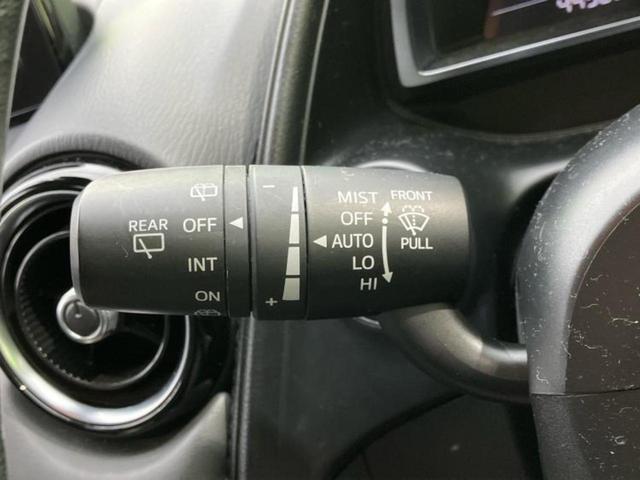 REAR
OFF
INT
ON
−
+
MIST
OFF
AUTO
LO
HI
FRONT
PULL